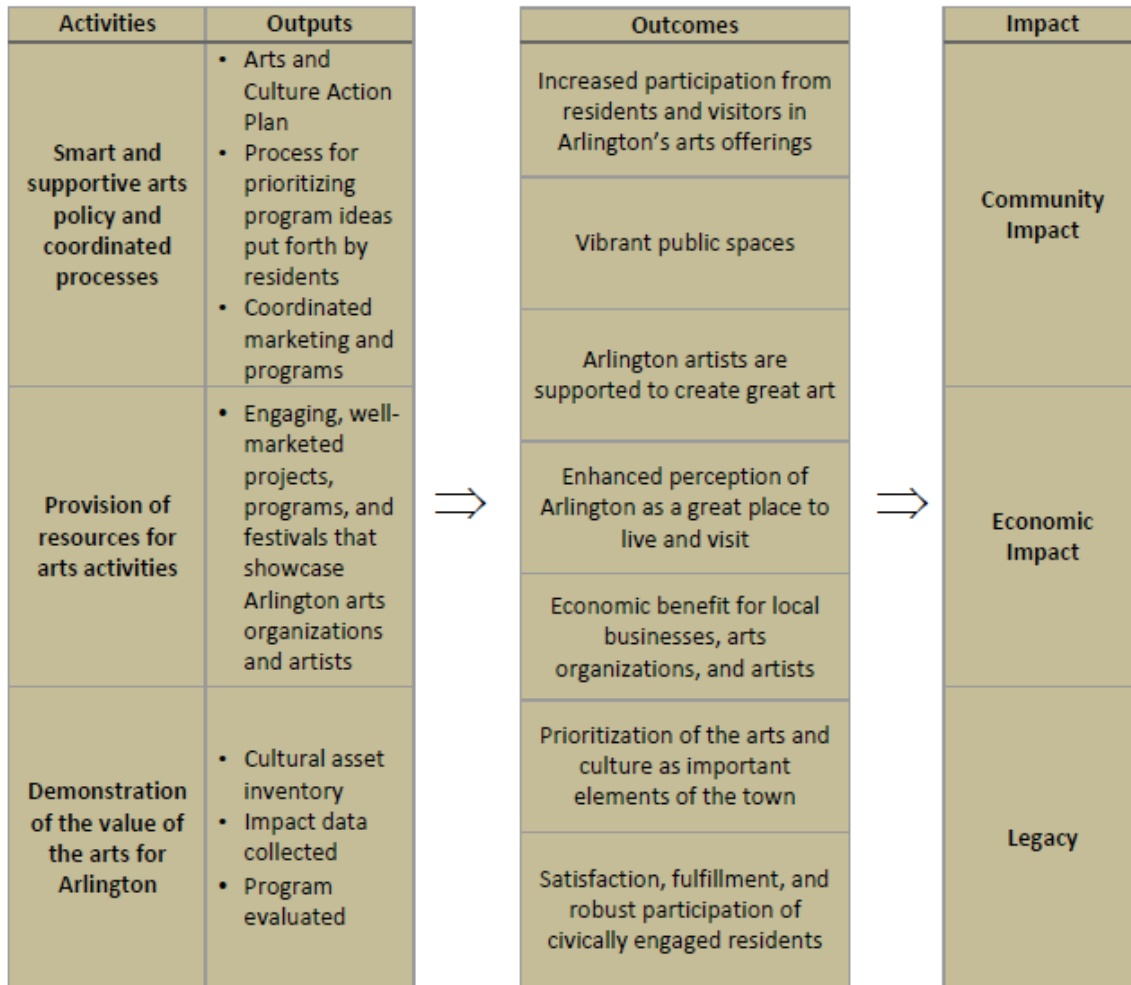 Activities
Outputs
Smart and
supportive arts
policy and
coordinated
processes
• Arts and
Culture Action
Plan
• Process for
prioritizing
program ideas
put forth by
residents
• Coordinated
marketing and
programs
Provision of
resources for
arts activities
• Engaging, well-
marketed
projects,
programs, and
festivals that
showcase
Arlington arts
organizations
and artists
Demonstration
of the value of
the arts for
Arlington
• Cultural asset
inventory
• Impact data
collected
• Program
evaluated
⇒
Outcomes
Increased participation from
residents and visitors in
Arlington’s arts offerings
Vibrant public spaces
Arlington artists are
supported to create great art
Enhanced perception of
Arlington as a great place to
live and visit
Economic benefit for local
businesses, arts
organizations, and artists
Prioritization of the arts and
culture as important
elements of the town
Satisfaction, fulfillment, and
robust participation of
civically engaged residents
⇒
Impact
Community
Impact
Economic
Impact
Legacy